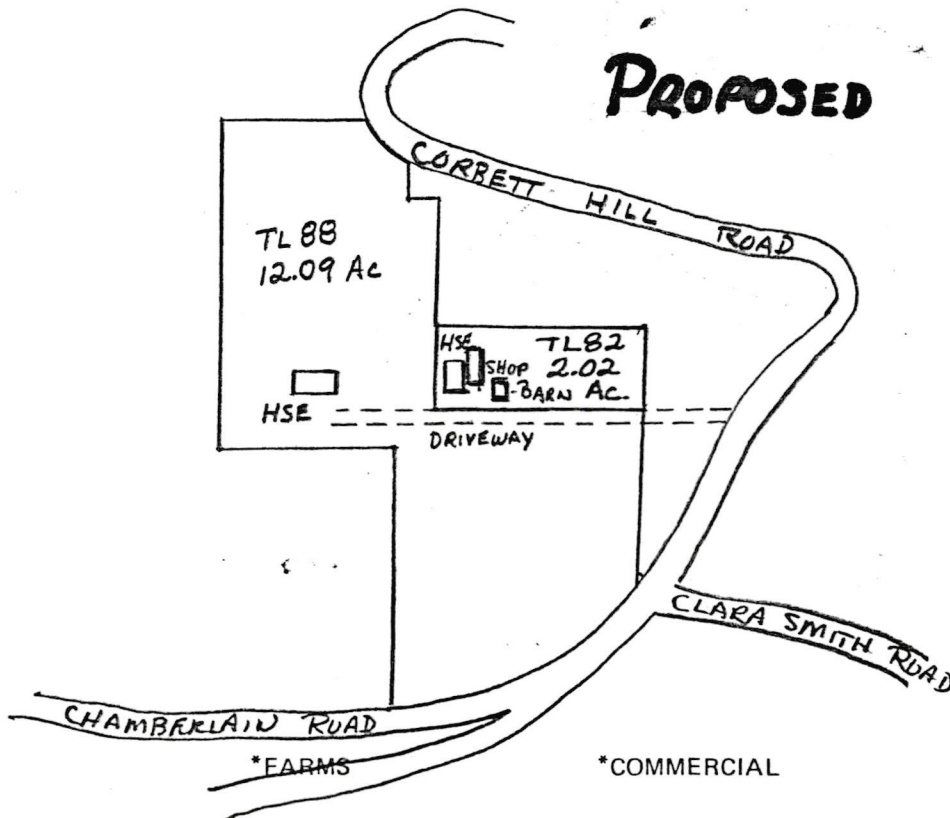 PROPOSED
CORBETT HILL ROAD
TL 88
12.09 Ac
HSE
TL82
SHOP 2.02
-BARN Ac.
HSE
DRIVEWAY
CLARA SMITH ROAD
CHAMBERLAIN ROAD
*FARMS *COMMERCIAL